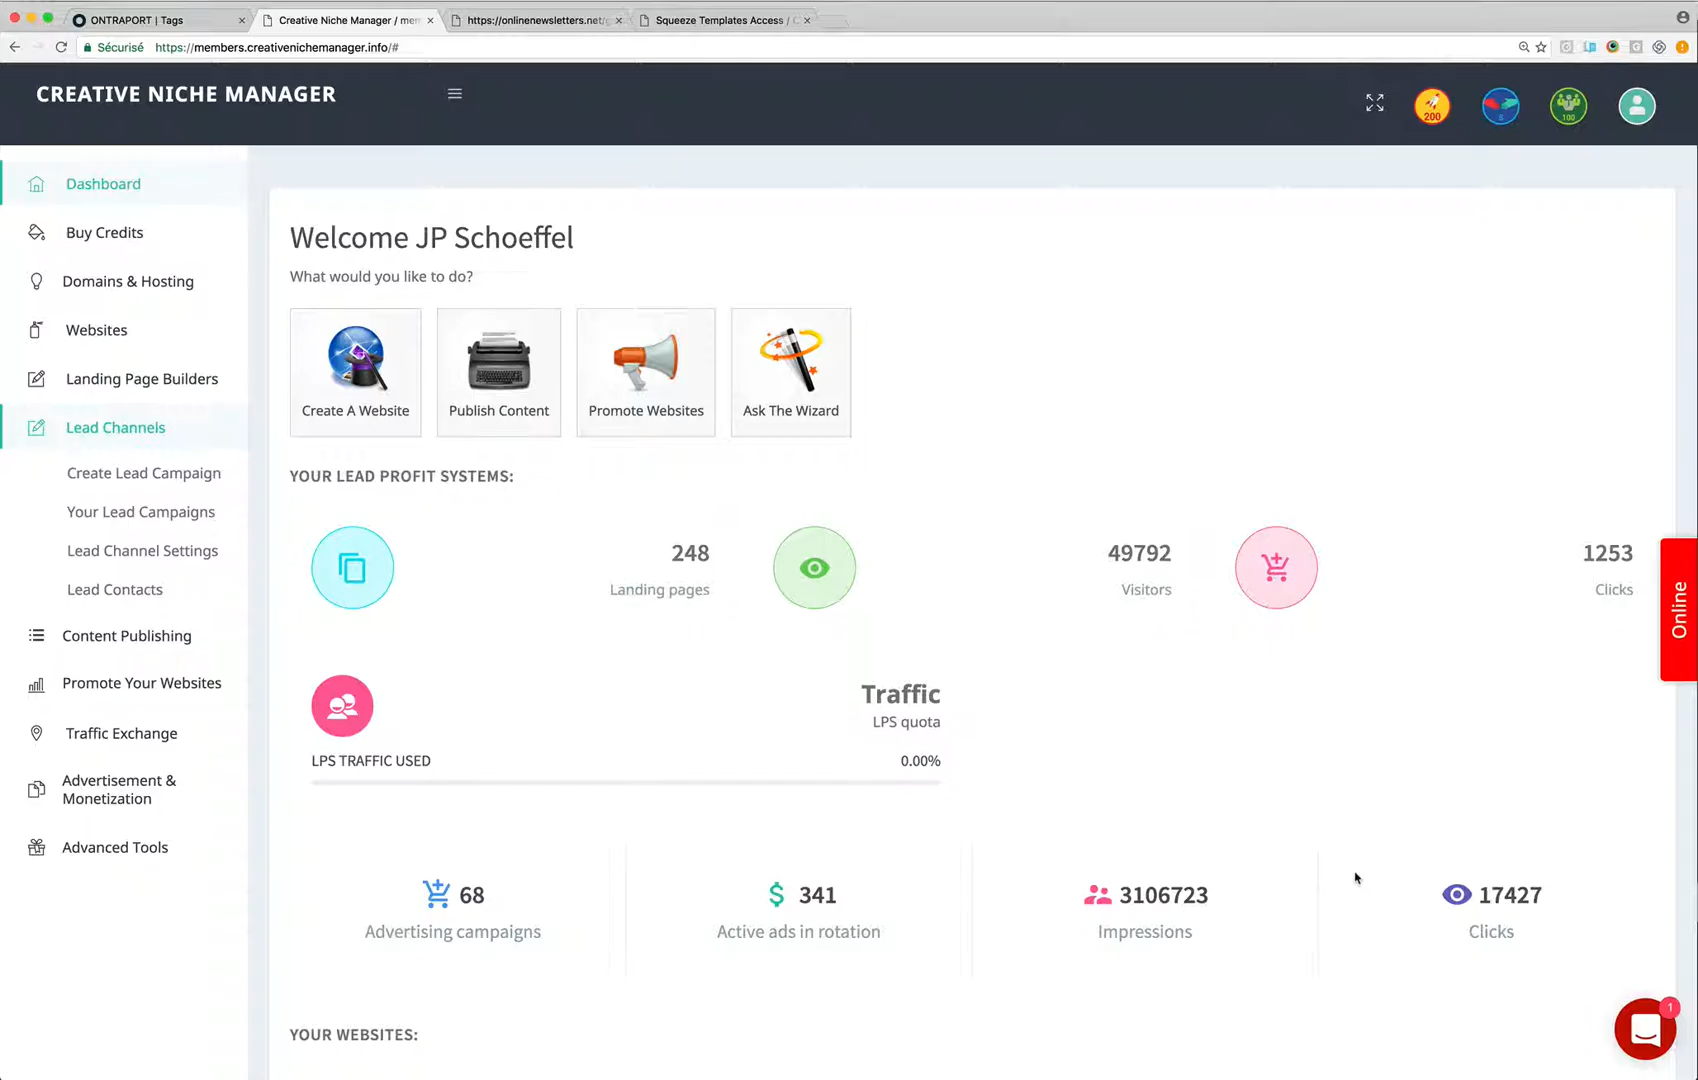 ONTRAPORT | Tags
Creative Niche Manager / mem
https://onlinenewsletters.net/
Squeeze Templates Access /
Sécurisé
https://members.creativenichemanager.info/#
CREATIVE NICHE MANAGER
200
5
100
Dashboard
Buy Credits
Domains & Hosting
Websites
Landing Page Builders
Lead Channels
Create Lead Campaign
Your Lead Campaigns
Lead Channel Settings
Lead Contacts
Content Publishing
Promote Your Websites
Traffic Exchange
Advertisement &
Monetization
Advanced Tools
Welcome JP Schoeffel
What would you like to do?
Create A Website
Publish Content
Promote Websites
Ask The Wizard
YOUR LEAD PROFIT SYSTEMS:
248
Landing pages
49792
Visitors
1253
Clicks
Traffic
LPS quota
LPS TRAFFIC USED
0.00%
68
Advertising campaigns
341
Active ads in rotation
3106723
Impressions
17427
Clicks
YOUR WEBSITES:
Online
1